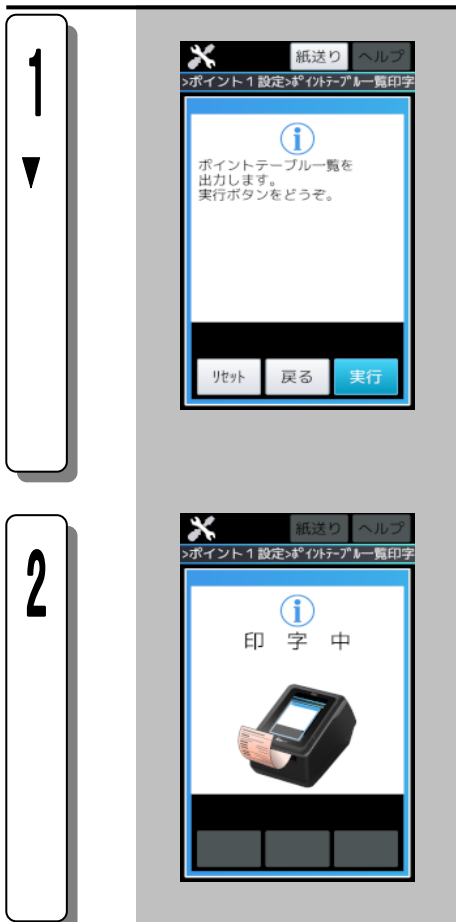 1
▼
紙送り ヘルプ
>ポイント1設定>ﾎﾟｲﾝﾄﾃｰﾌﾞﾙ一覧印字
ポイントテーブル一覧を
出力します。
実行ボタンをどうぞ。
ﾘｾｯﾄ 戻る 実行
2
紙送り ヘルプ
>ポイント1設定>ﾎﾟｲﾝﾄﾃｰﾌﾞﾙ一覧印字
印 字 中